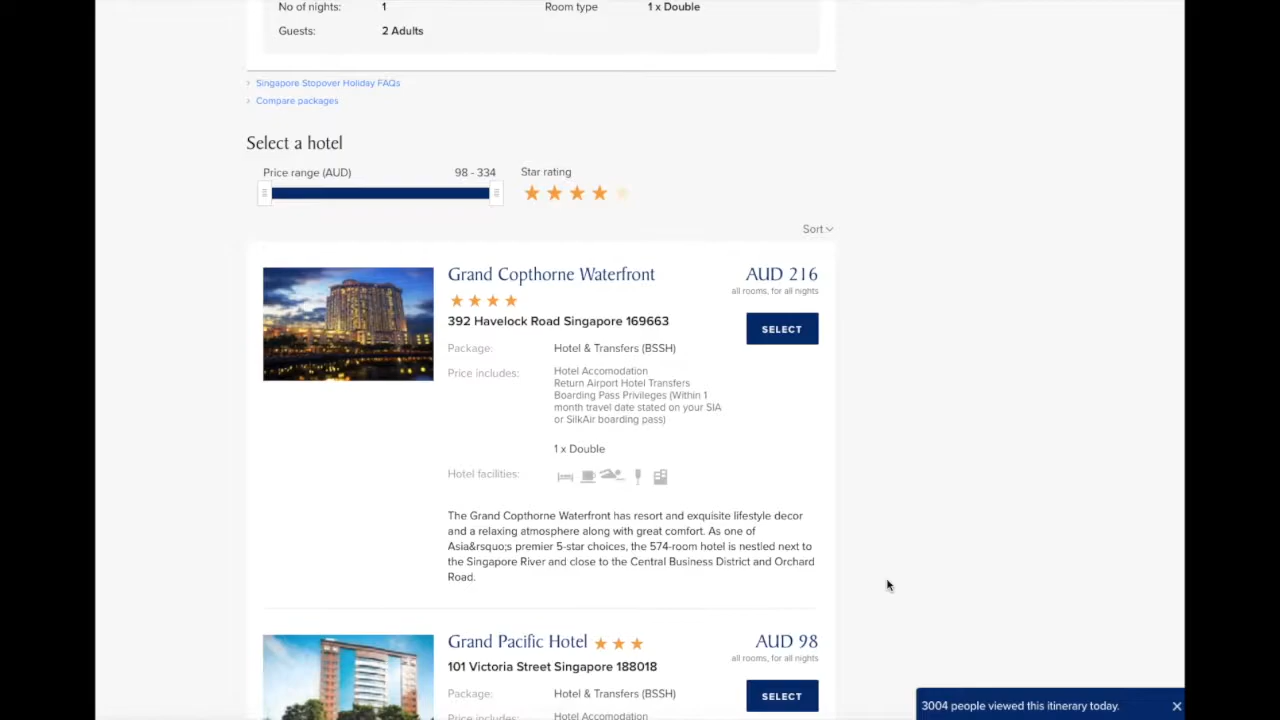 No of nights: 1 Room type 1 x Double
Guests: 2 Adults
Singapore Stopover Holiday FAQs
Compare packages
Select a hotel
Price range (AUD) 98 - 334 Star rating
Sort
Grand Copthorne Waterfront AUD 216
all rooms, for all nights
392 Havelock Road Singapore 169663 SELECT
Package: Hotel & Transfers (BSSH)
Price includes: Hotel Accomodation
Return Airport Hotel Transfers
Boarding Pass Privileges (Within 1
month travel date stated on your SIA
or SilkAir boarding pass)
1 x Double
Hotel facilities:
The Grand Copthorne Waterfront has resort and exquisite lifestyle decor
and a relaxing atmosphere along with great comfort. As one of
Asia&rsquo;s premier 5-star choices, the 574-room hotel is nestled next to
the Singapore River and close to the Central Business District and Orchard
Road.
Grand Pacific Hotel AUD 98
all rooms, for all nights
101 Victoria Street Singapore 188018
Package: Hotel & Transfers (BSSH) SELECT
Price includes: Hotel Accomodation
3004 people viewed this itinerary today.